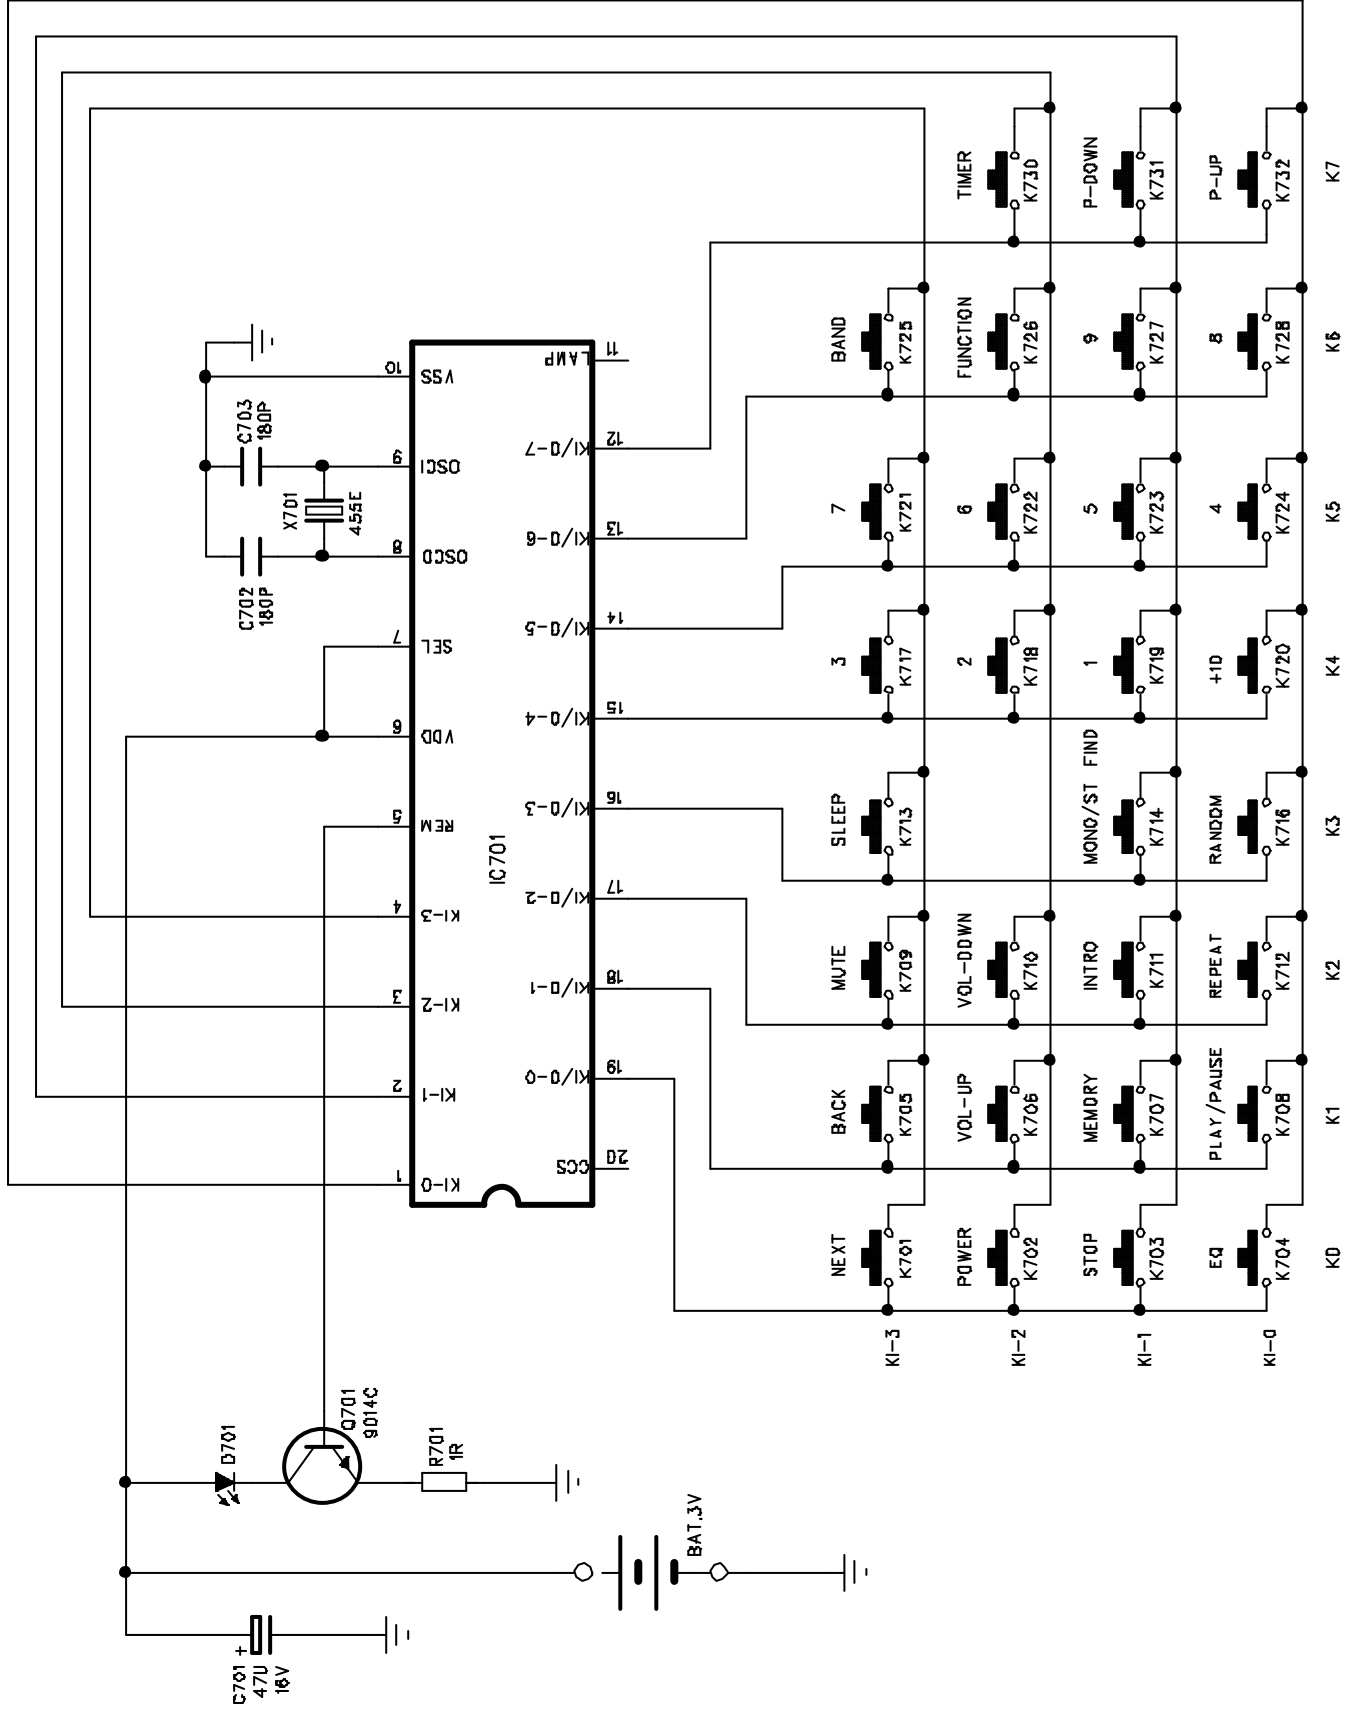 C701 +
47U
16V
D701
Q701
9014C
R701
1R
BAT.3V
C702
180P
C703
180P
X701
455E
IC701
1 KI-0
2 KI-1
3 KI-2
4 KI-3
5 REM
6 VDD
7 SEL
8 OSCO
9 OSCI
10 VSS
LAMP 11
KI/O-7 12
KI/O-6 13
KI/O-5 14
KI/O-4 15
KI/O-3 16
KI/O-2 17
KI/O-1 18
KI/O-0 19
CCS 20
KI-3
NEXT
K701
BACK
K705
MUTE
K709
SLEEP
K713
3
K717
7
K721
BAND
K725
KI-2
POWER
K702
VOL-UP
K706
VOL-DOWN
K710
2
K718
6
K722
FUNCTION
K726
TIMER
K730
KI-1
STOP
K703
MEMORY
K707
INTRO
K711
MONO/ST FIND
K714
1
K719
5
K723
9
K727
P-DOWN
K731
KI-0
EQ
K704
PLAY/PAUSE
K708
REPEAT
K712
RANDOM
K716
+10
K720
4
K724
8
K728
P-UP
K732
K0
K1
K2
K3
K4
K5
K6
K7